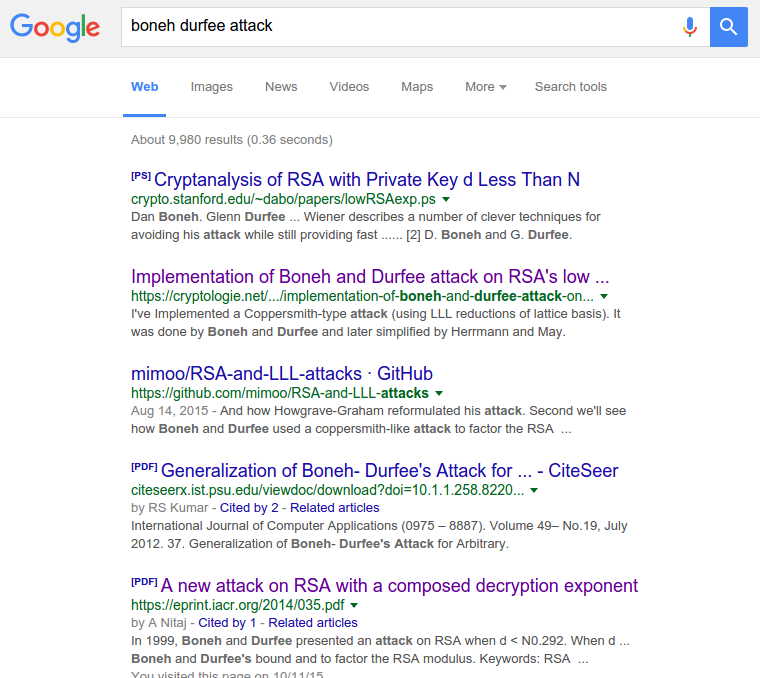 Google
boneh durfee attack
Web Images News Videos Maps More Search tools
About 9,980 results (0.36 seconds)
[PS] Cryptanalysis of RSA with Private Key d Less Than N
crypto.stanford.edu/~dabo/papers/lowRSAexp.ps
Dan Boneh. Glenn Durfee ... Wiener describes a number of clever techniques for
avoiding his attack while still providing fast ...... [2] D. Boneh and G. Durfee.
Implementation of Boneh and Durfee attack on RSA's low ...
https://cryptologie.net/.../implementation-of-boneh-and-durfee-attack-on...
I've Implemented a Coppersmith-type attack (using LLL reductions of lattice basis). It
was done by Boneh and Durfee and later simplified by Herrmann and May.
mimoo/RSA-and-LLL-attacks · GitHub
https://github.com/mimoo/RSA-and-LLL-attacks
Aug 14, 2015 - And how Howgrave-Graham reformulated his attack. Second we'll see
how Boneh and Durfee used a coppersmith-like attack to factor the RSA ...
[PDF] Generalization of Boneh- Durfee's Attack for ... - CiteSeer
citeseerx.ist.psu.edu/viewdoc/download?doi=10.1.1.258.8220...
by RS Kumar - Cited by 2 - Related articles
International Journal of Computer Applications (0975 – 8887). Volume 49– No.19, July
2012. 37. Generalization of Boneh- Durfee's Attack for Arbitrary.
[PDF] A new attack on RSA with a composed decryption exponent
https://eprint.iacr.org/2014/035.pdf
by A Nitaj - Cited by 1 - Related articles
In 1999, Boneh and Durfee presented an attack on RSA when d < N0.292. When d ...
Boneh and Durfee's bound and to factor the RSA modulus. Keywords: RSA ...
You visited this page on 10/11/15.